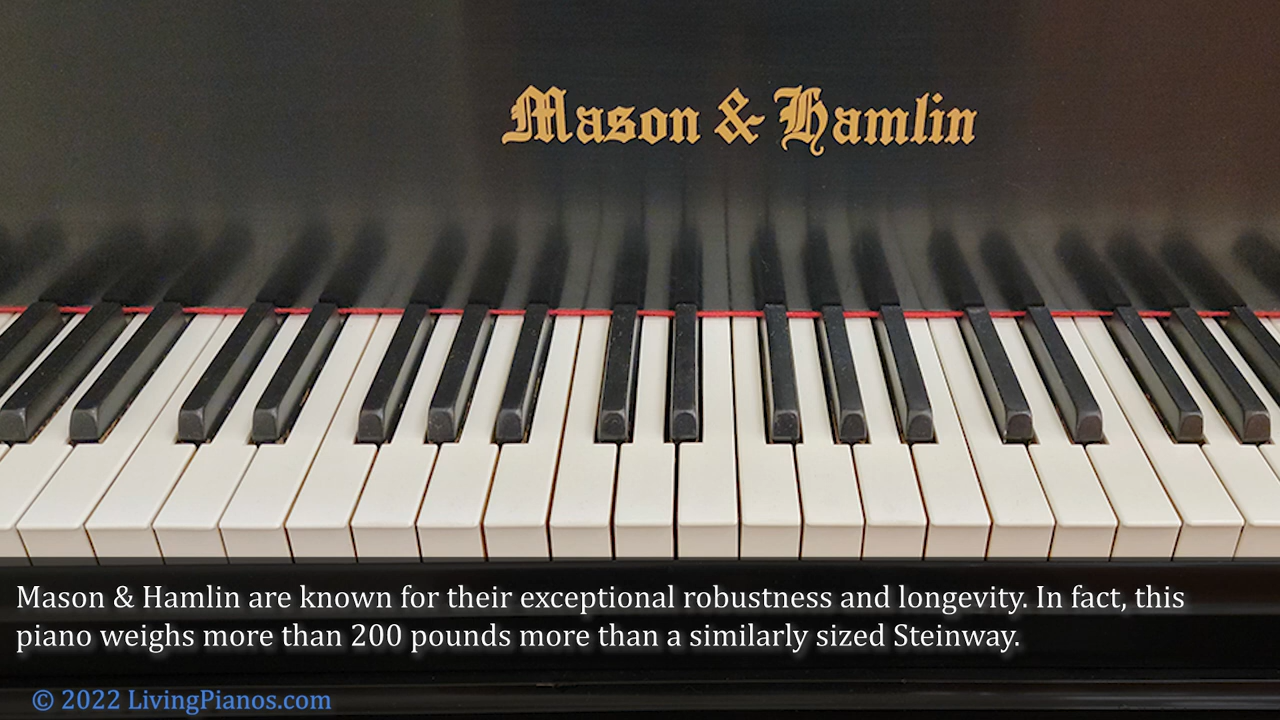 Mason & Hamlin
Mason & Hamlin are known for their exceptional robustness and longevity. In fact, this
piano weighs more than 200 pounds more than a similarly sized Steinway.
© 2022 LivingPianos.com